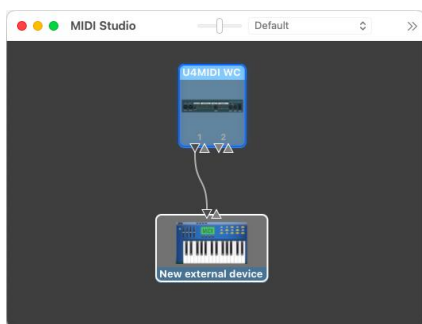 MIDI Studio
Default
U4MIDI WC
1 2
New external device